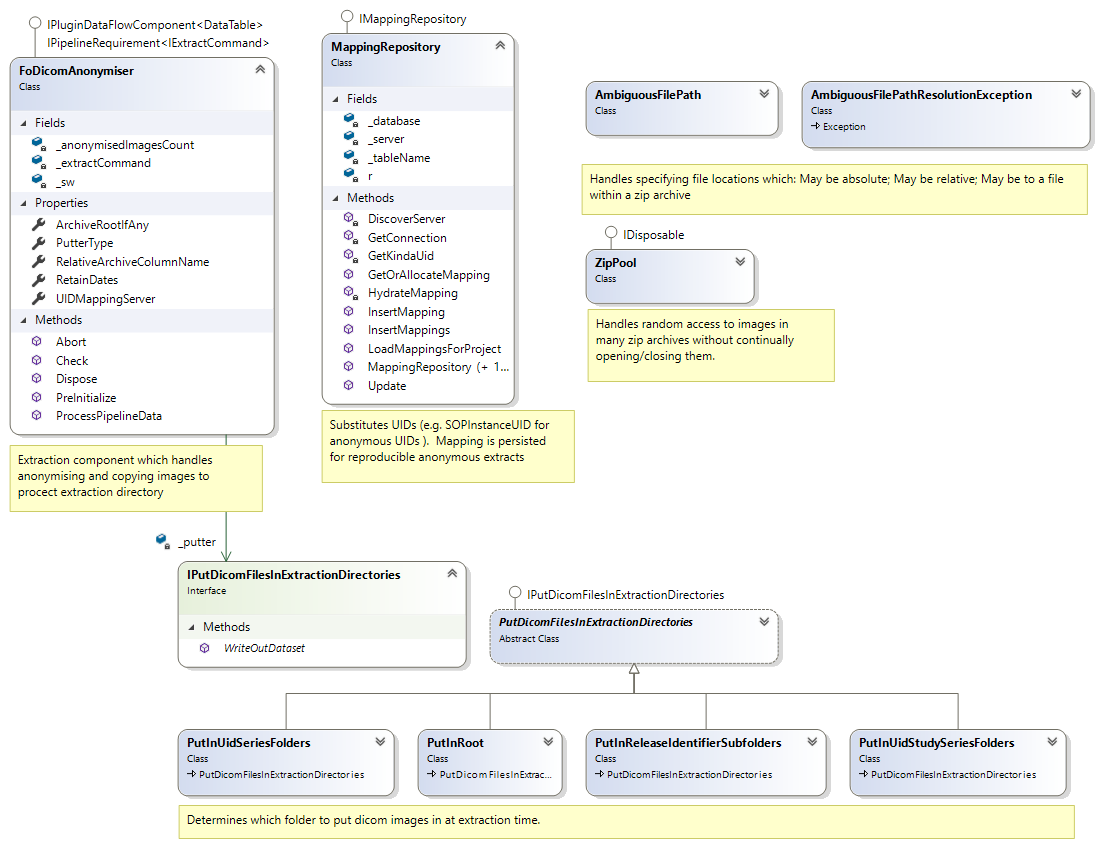 IPluginDataFlowComponent<DataTable>
IPipelineRequirement<IExtractCommand>
FoDicomAnonymiser
Class
Fields
_anonymisedImagesCount
_extractCommand
_sw
Properties
ArchiveRootIfAny
PutterType
RelativeArchiveColumnName
RetainDates
UIDMappingServer
Methods
Abort
Check
Dispose
PreInitialize
ProcessPipelineData
Extraction component which handles
anonymising and copying images to
procect extraction directory
IMappingRepository
MappingRepository
Class
Fields
_database
_server
_tableName
r
Methods
DiscoverServer
GetConnection
GetKindaUid
GetOrAllocateMapping
HydrateMapping
InsertMapping
InsertMappings
LoadMappingsForProject
MappingRepository (+ 1...
Update
Substitutes UIDs (e.g. SOPInstanceUID for
anonymous UIDs ).  Mapping is persisted
for reproducible anonymous extracts
AmbiguousFilePath
Class
AmbiguousFilePathResolutionException
Class
Exception
Handles specifying file locations which: May be absolute; May be relative; May be to a file
within a zip archive
IDisposable
ZipPool
Class
Handles random access to images in
many zip archives without continually
opening/closing them.
_putter
IPutDicomFilesInExtractionDirectories
Interface
Methods
WriteOutDataset
IPutDicomFilesInExtractionDirectories
PutDicomFilesInExtractionDirectories
Abstract Class
PutInUidSeriesFolders
Class
PutDicomFilesInExtractionDirectories
PutInRoot
Class
PutDicomFilesInExtrac...
PutInReleaseIdentifierSubfolders
Class
PutDicomFilesInExtractionDirectories
PutInUidStudySeriesFolders
Class
PutDicomFilesInExtractionDirectories
Determines which folder to put dicom images in at extraction time.